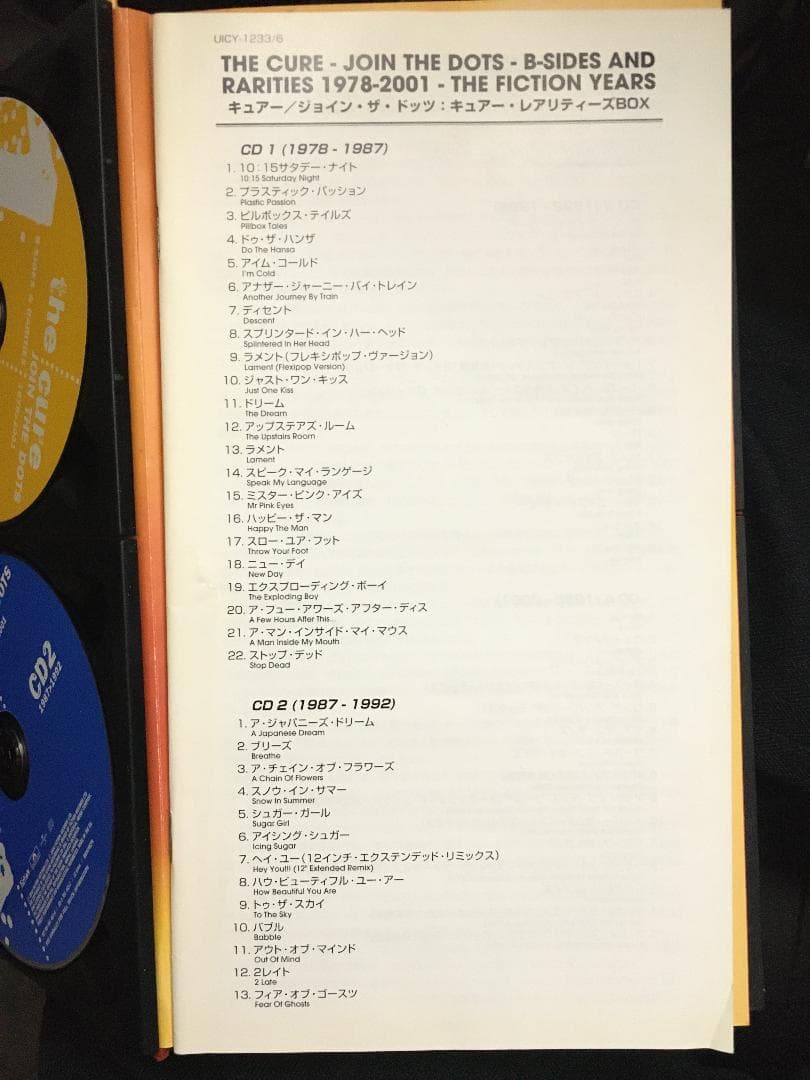 UICY-1233/6
THE CURE - JOIN THE DOTS - B-SIDES AND
RARITIES 1978-2001 - THE FICTION YEARS
キュアー／ジョイン・ザ・ドッツ：キュアー・レアリティーズBOX
CD 1 (1978 - 1987)
1. 10：15サタデー・ナイト
10:15 Saturday Night
2. プラスティック・パッション
Plastic Passion
3. ピルボックス・テイルズ
Pillbox Tales
4. ドゥ・ザ・ハンザ
Do The Hansa
5. アイム・コールド
I'm Cold
6. アナザー・ジャーニー・バイ・トレイン
Another Journey By Train
7. ディセント
Descent
8. スプリンタード・イン・ハー・ヘッド
Splintered In Her Head
9. ラメント（フレキシポップ・ヴァージョン）
Lament (Flexipop Version)
10. ジャスト・ワン・キッス
Just One Kiss
11. ドリーム
The Dream
12. アップステアズ・ルーム
The Upstairs Room
13. ラメント
Lament
14. スピーク・マイ・ランゲージ
Speak My Language
15. ミスター・ピンク・アイズ
Mr Pink Eyes
16. ハッピー・ザ・マン
Happy The Man
17. スロー・ユア・フット
Throw Your Foot
18. ニュー・デイ
New Day
19. エクスプローディング・ボーイ
The Exploding Boy
20. ア・フュー・アワーズ・アフター・ディス
A Few Hours After This...
21. ア・マン・インサイド・マイ・マウス
A Man Inside My Mouth
22. ストップ・デッド
Stop Dead
CD 2 (1987 - 1992)
1. ア・ジャパニーズ・ドリーム
A Japanese Dream
2. ブリーズ
Breathe
3. ア・チェイン・オブ・フラワーズ
A Chain Of Flowers
4. スノウ・イン・サマー
Snow In Summer
5. シュガー・ガール
Sugar Girl
6. アイシング・シュガー
Icing Sugar
7. ヘイ・ユー（12インチ・エクステンデッド・リミックス）
Hey You!!! (12" Extended Remix)
8. ハウ・ビューティフル・ユー・アー
How Beautiful You Are
9. トゥ・ザ・スカイ
To The Sky
10. バブル
Babble
11. アウト・オブ・マインド
Out Of Mind
12. 2レイト
2 Late
13. フィア・オブ・ゴースツ
Fear Of Ghosts
the cure
JOIN THE DOTS
CD2
1987>1992